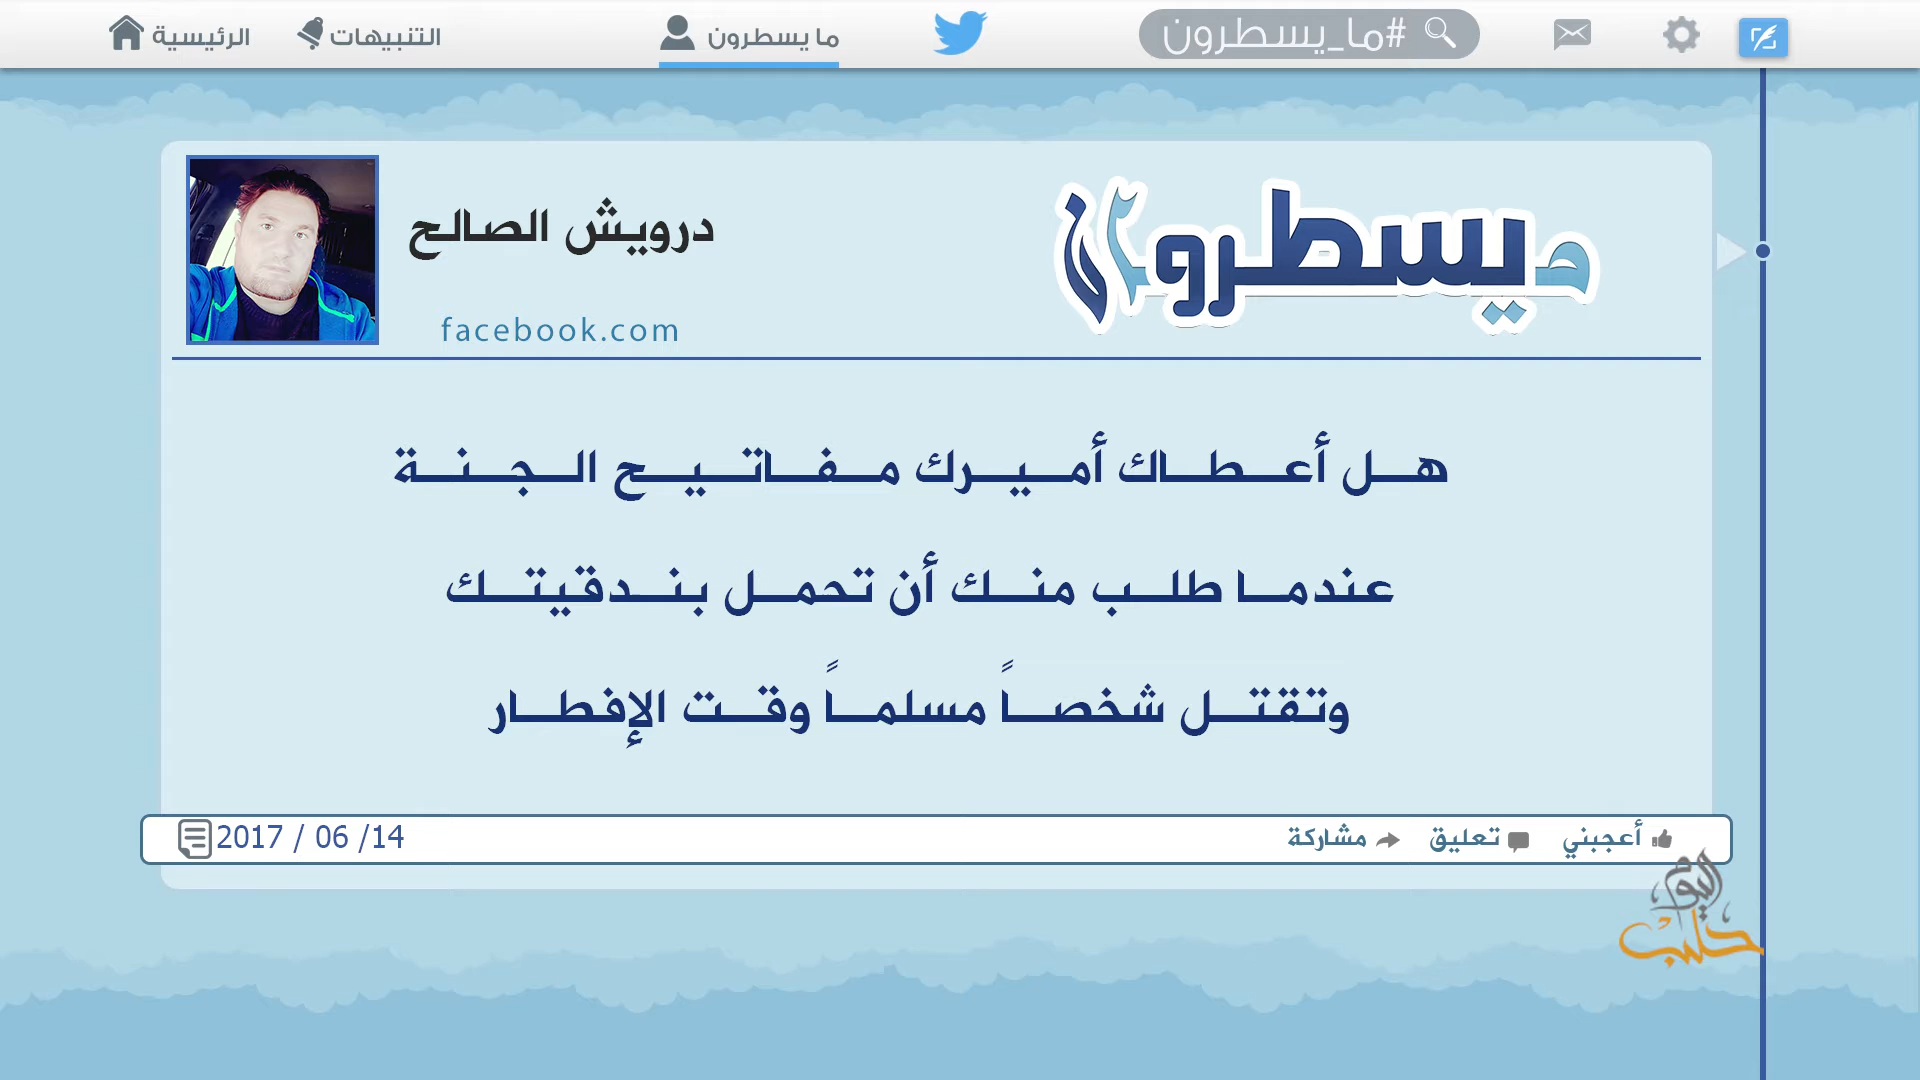 الرئيسية
التنبيهات
ما يسطرون
#ما_يسطرون
درويش الصالح
facebook.com
ما يسطرون
هل أعطاك أميرك مفاتيح الجنة
عندما طلب منك أن تحمل بندقيتك
وتقتل شخصاً مسلماً وقت الإفطار
2017 / 06 /14
أعجبني
تعليق
مشاركة
حلب اليوم